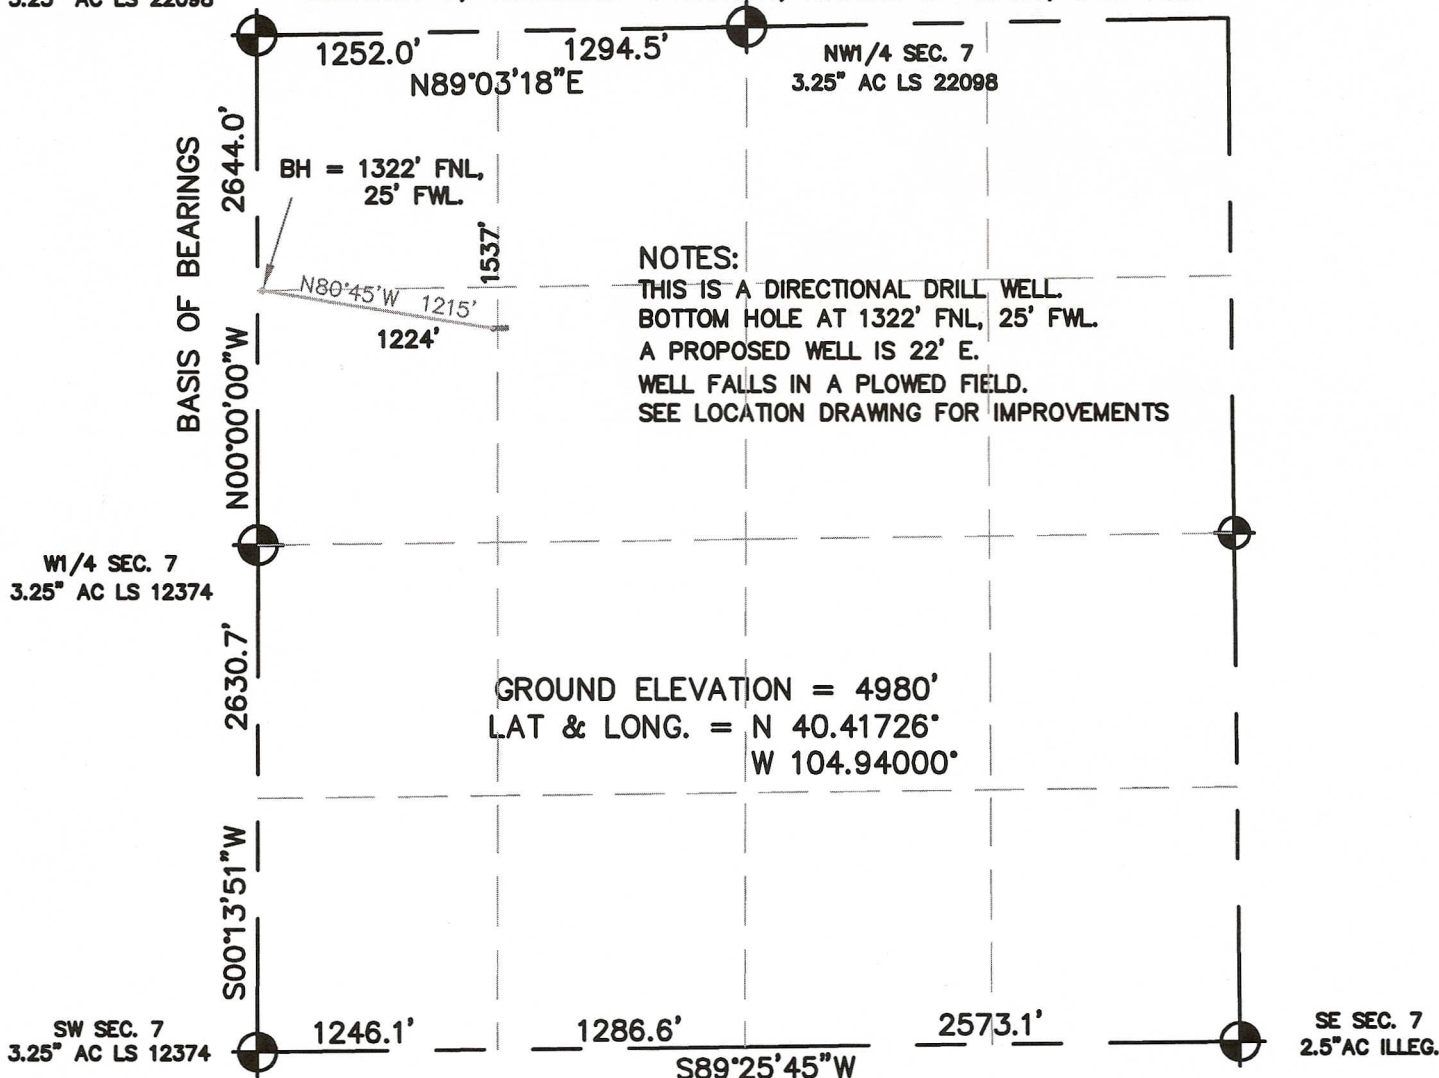 3.25" AC LS 22098
1252.0'
1294.5'
N89°03'18"E
NW1/4 SEC. 7
3.25" AC LS 22098
BASIS OF BEARINGS
2644.0'
N00°00'00"W
BH = 1322' FNL,
25' FWL.
1537'
N80°45'W 1215'
1224'
NOTES:
THIS IS A DIRECTIONAL DRILL WELL.
BOTTOM HOLE AT 1322' FNL, 25' FWL.
A PROPOSED WELL IS 22' E.
WELL FALLS IN A PLOWED FIELD.
SEE LOCATION DRAWING FOR IMPROVEMENTS
W1/4 SEC. 7
3.25" AC LS 12374
2630.7'
S00°13'51"W
GROUND ELEVATION = 4980'
LAT & LONG. = N 40.41726°
W 104.94000°
SW SEC. 7
3.25" AC LS 12374
1246.1'
1286.6'
2573.1'
S89°25'45"W
SE SEC. 7
2.5"AC ILLEG.